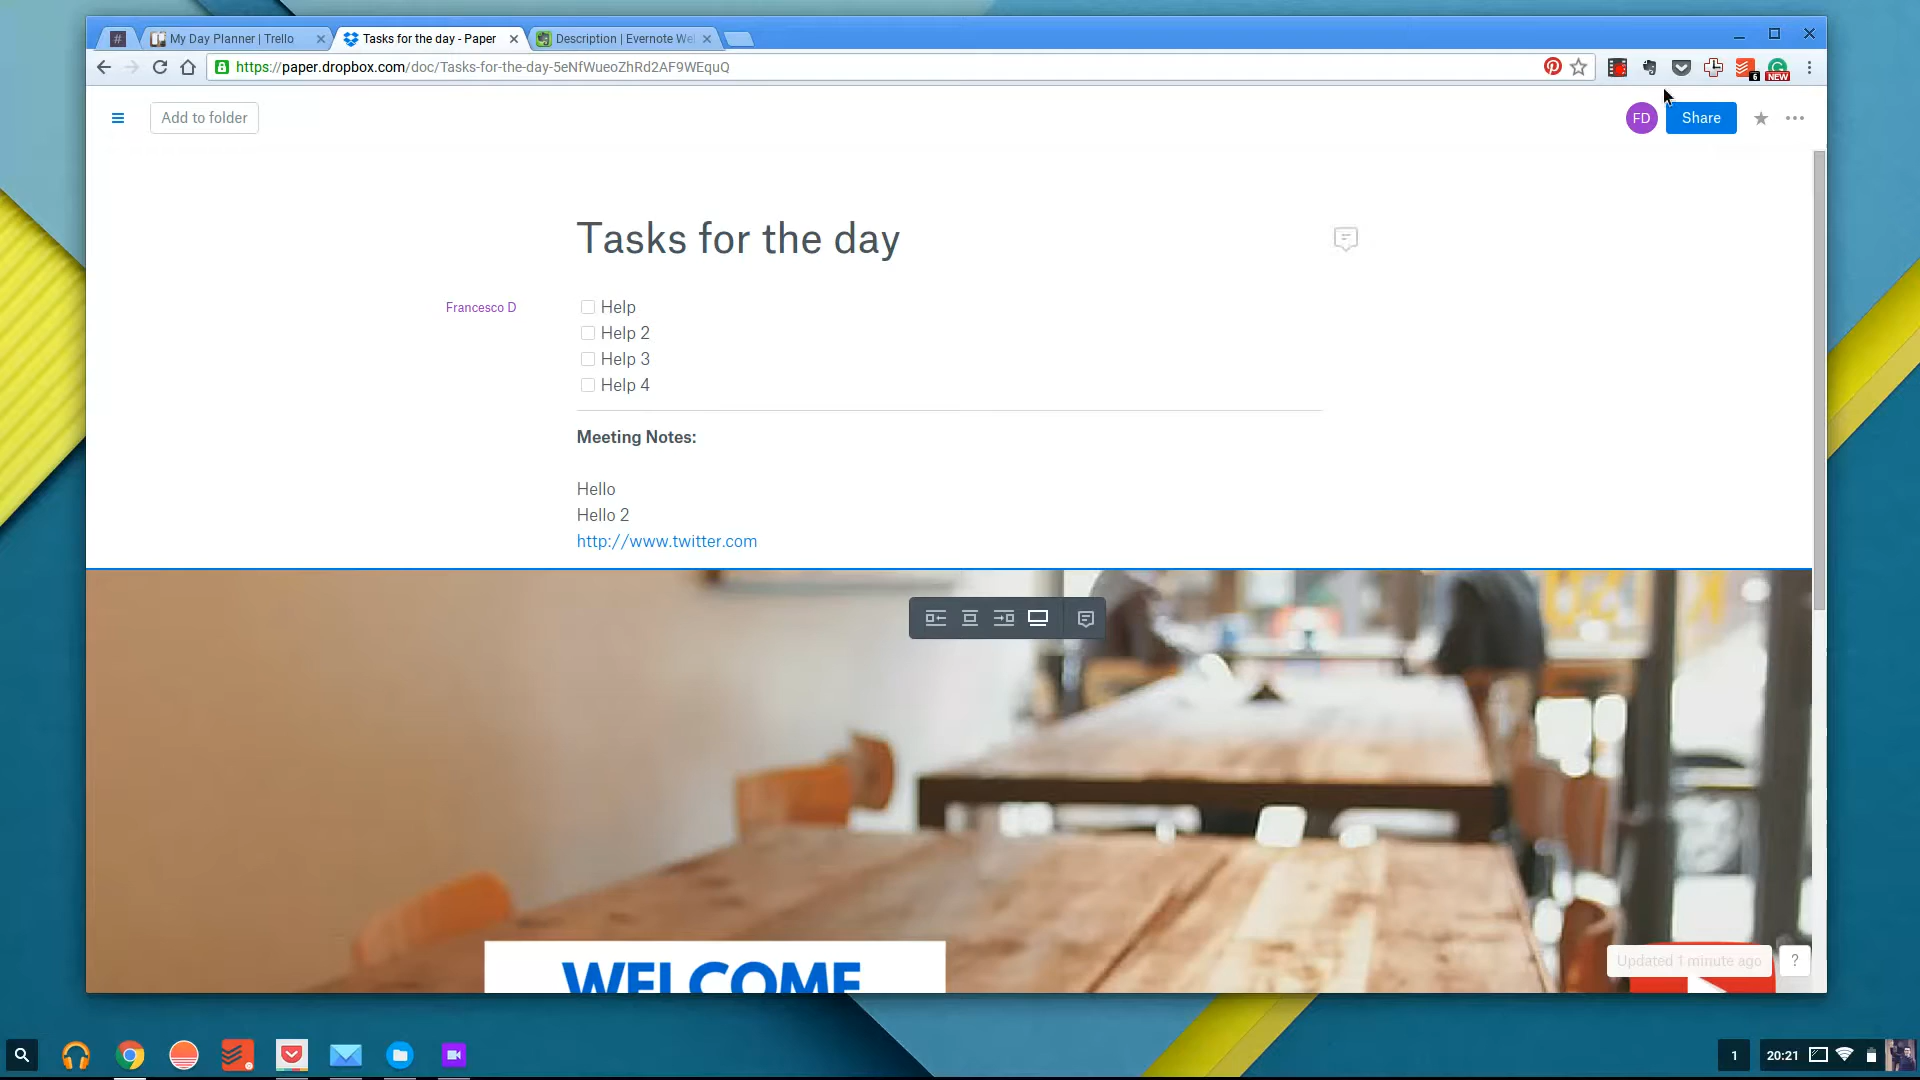 # My Day Planner | Trello Tasks for the day - Paper Description | Evernote We
https://paper.dropbox.com/doc/Tasks-for-the-day-5eNfWueoZhRd2AF9WEquQ
6 NEW
Add to folder FD Share
Tasks for the day
Francesco D Help
Help 2
Help 3
Help 4
Meeting Notes:
Hello
Hello 2
http://www.twitter.com
WELCOME
Updated 1 minute ago ?
1 20:21